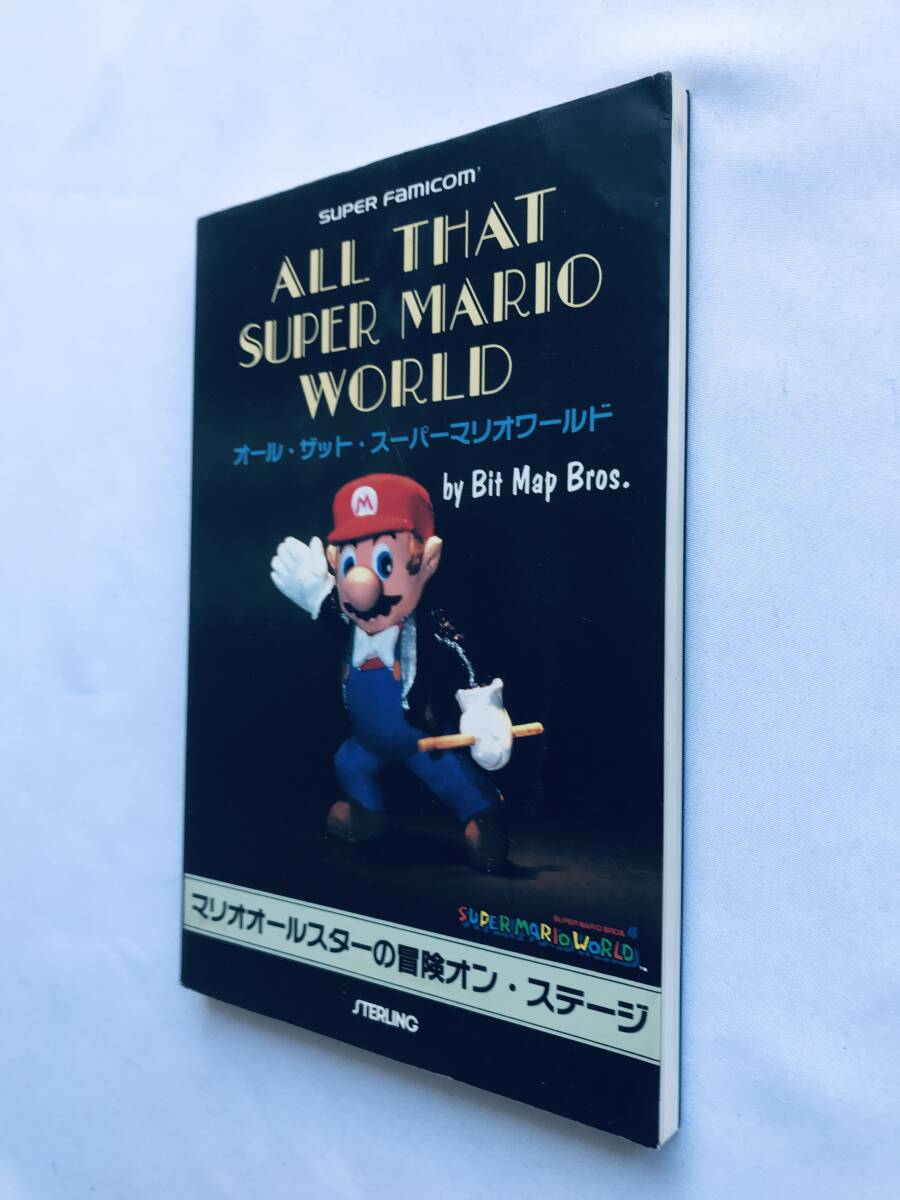 SUPER FAMICOM
ALL THAT
SUPER MARIO
WORLD
オール・ザット・スーパーマリオワールド
by Bit Map Bros.
M
SUPER MARIO BROS. 4
SUPER MARIO WORLD™
マリオオールスターの冒険オン・ステージ
STERLING